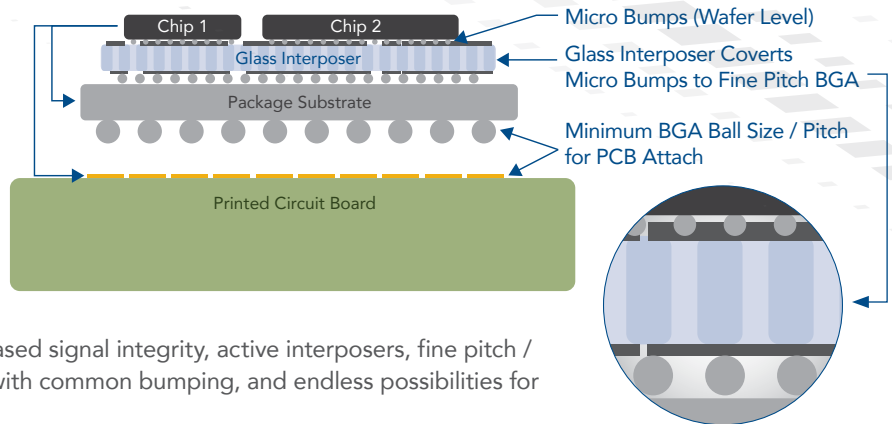 Chip 1
Chip 2
Micro Bumps (Wafer Level)
Glass Interposer
Glass Interposer Coverts
Micro Bumps to Fine Pitch BGA
Package Substrate
Minimum BGA Ball Size / Pitch
for PCB Attach
Printed Circuit Board
ased signal integrity, active interposers, fine pitch /
with common bumping, and endless possibilities for